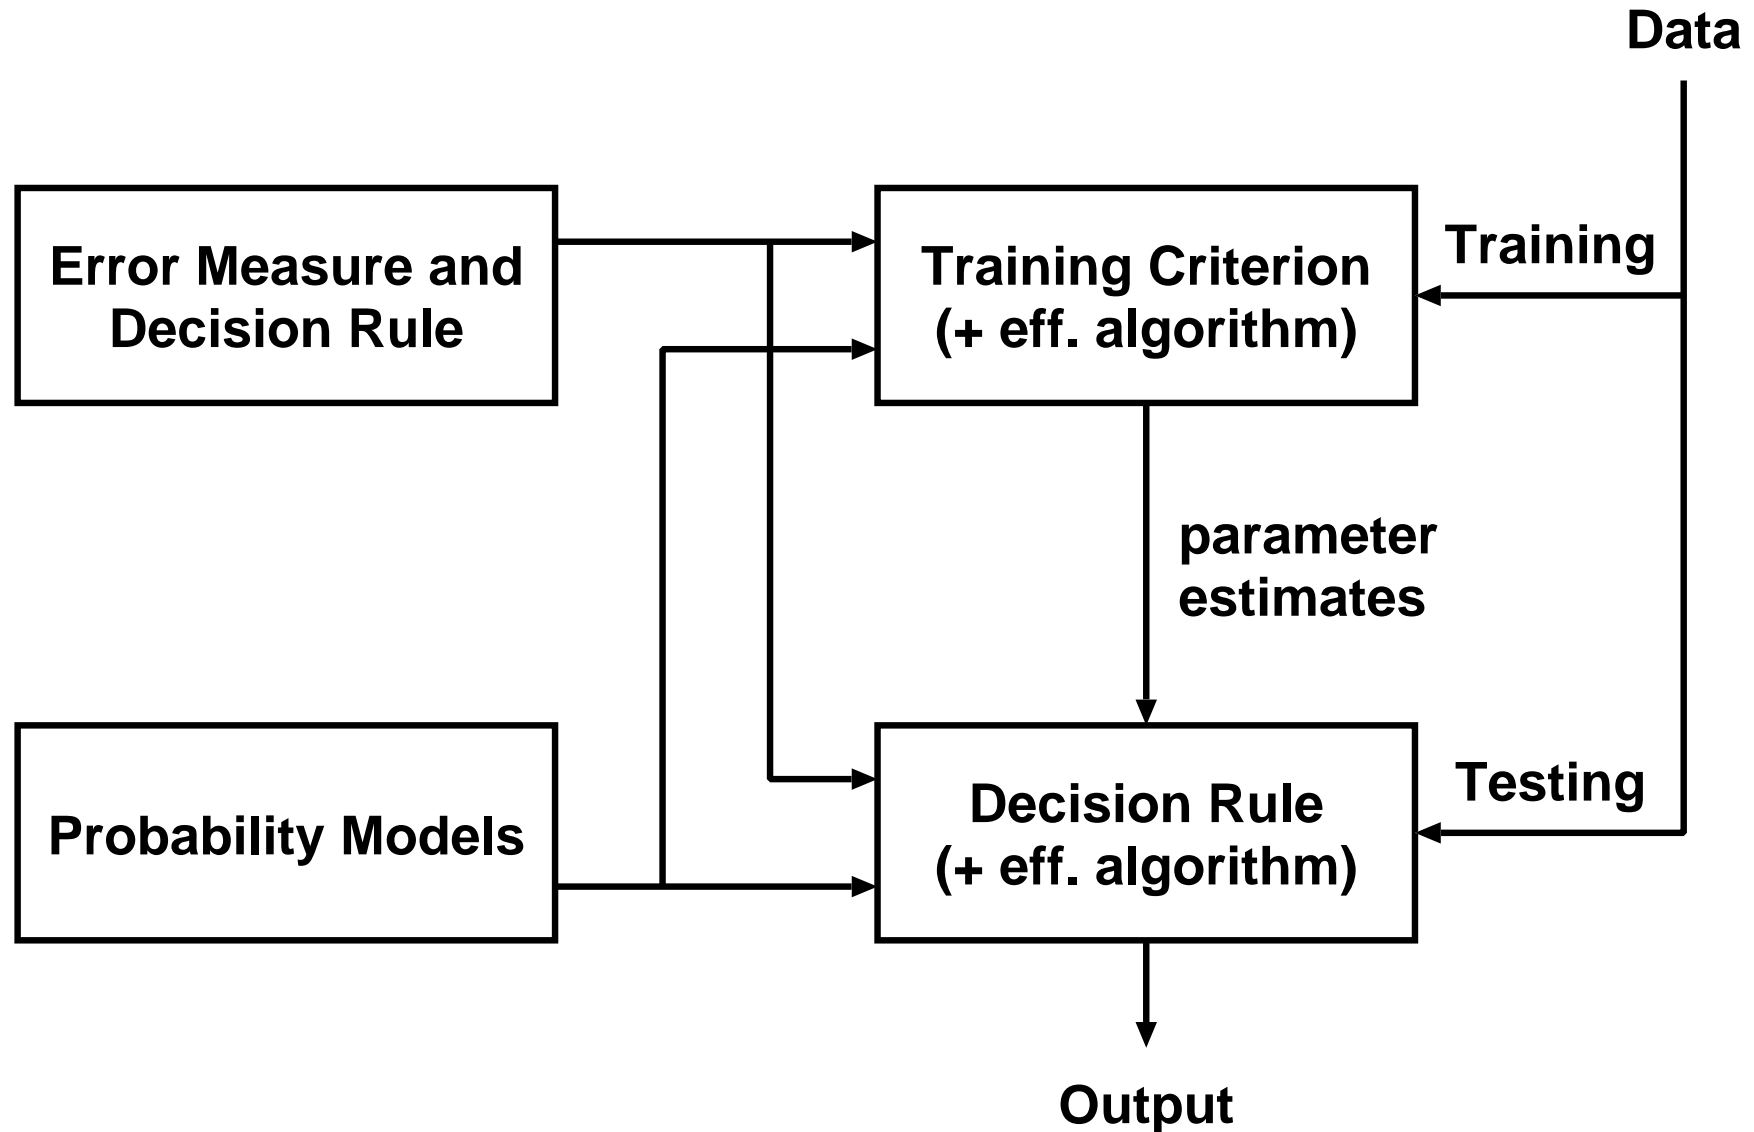 Data
Error Measure and
Decision Rule
Training Criterion
(+ eff. algorithm)
Training
parameter
estimates
Probability Models
Decision Rule
(+ eff. algorithm)
Testing
Output